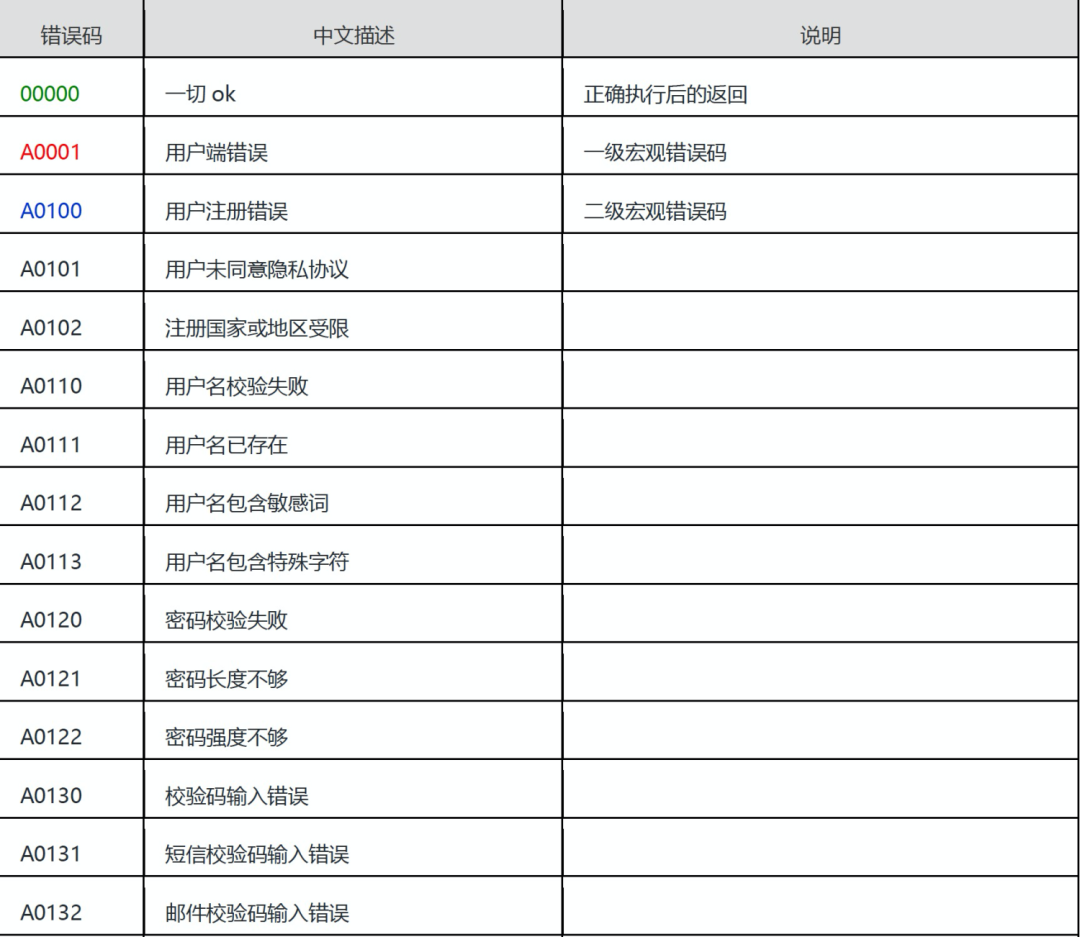 错误码 中文描述 说明
00000 一切 ok 正确执行后的返回
A0001 用户端错误 一级宏观错误码
A0100 用户注册错误 二级宏观错误码
A0101 用户未同意隐私协议
A0102 注册国家或地区受限
A0110 用户名校验失败
A0111 用户名已存在
A0112 用户名包含敏感词
A0113 用户名包含特殊字符
A0120 密码校验失败
A0121 密码长度不够
A0122 密码强度不够
A0130 校验码输入错误
A0131 短信校验码输入错误
A0132 邮件校验码输入错误